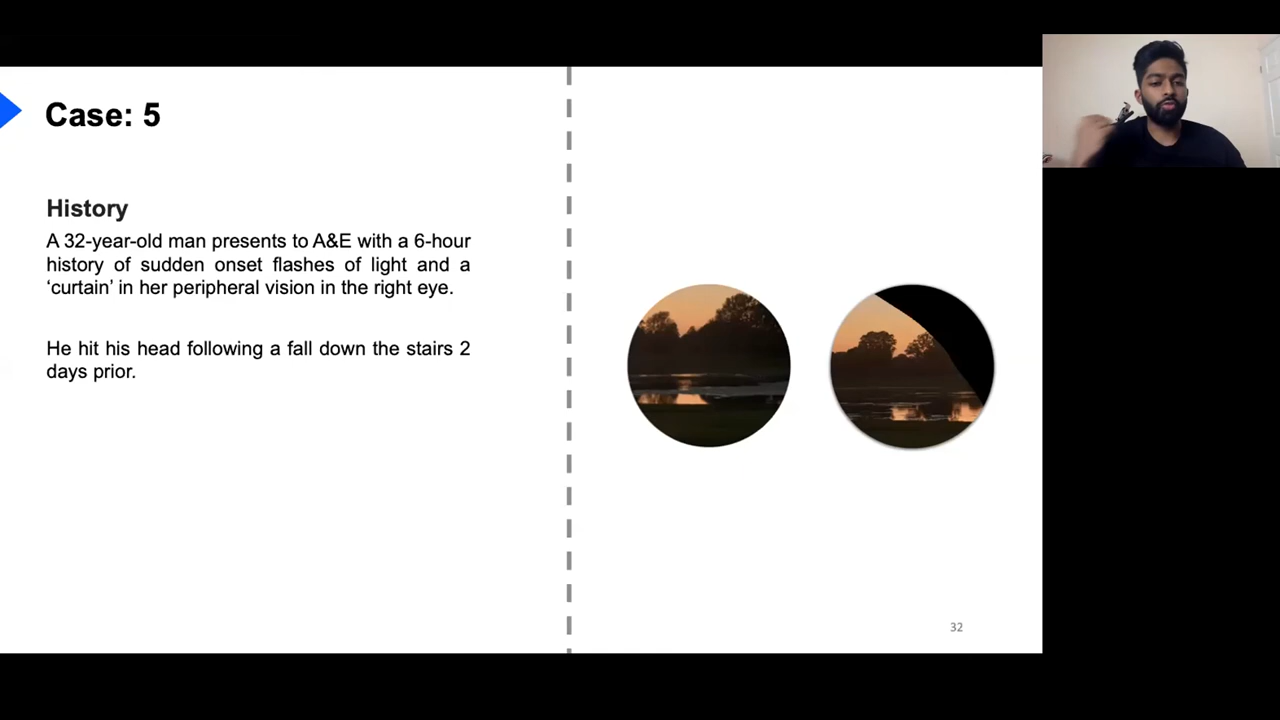 Case: 5
History
A 32-year-old man presents to A&E with a 6-hour
history of sudden onset flashes of light and a
‘curtain’ in her peripheral vision in the right eye.
He hit his head following a fall down the stairs 2
days prior.
32